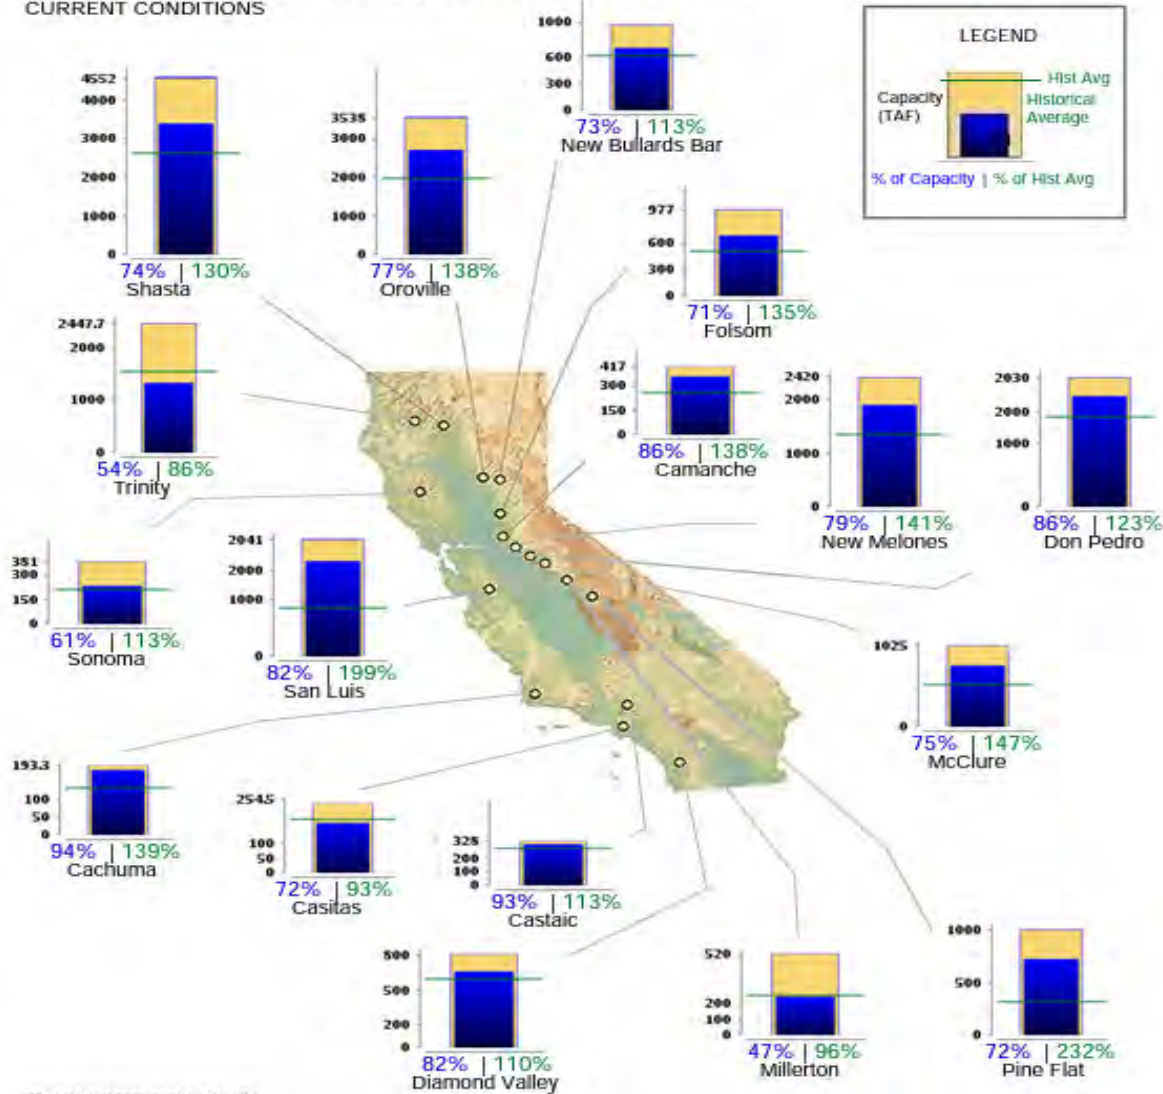 CURRENT CONDITIONS
LEGEND
Hist Avg
Capacity
(TAF)
Historical
Average
% of Capacity | % of Hist Avg
1000
600
300
0
73% | 113%
New Bullards Bar
4552
4000
3000
2000
1000
0
74% | 130%
Shasta
3538
3000
2000
1000
0
77% | 138%
Oroville
977
600
300
0
71% | 135%
Folsom
2447.7
2000
1000
0
54% | 86%
Trinity
417
300
150
0
86% | 138%
Camanche
2420
2000
1000
0
79% | 141%
New Melones
2030
2000
1000
0
86% | 123%
Don Pedro
381
300
150
0
61% | 113%
Sonoma
2041
2000
1000
0
82% | 199%
San Luis
1025
0
75% | 147%
McClure
193.3
100
50
0
94% | 139%
Cachuma
254.5
100
50
0
72% | 93%
Casitas
325
200
100
0
93% | 113%
Castaic
500
200
0
82% | 110%
Diamond Valley
520
200
100
0
47% | 96%
Millerton
1000
500
0
72% | 232%
Pine Flat